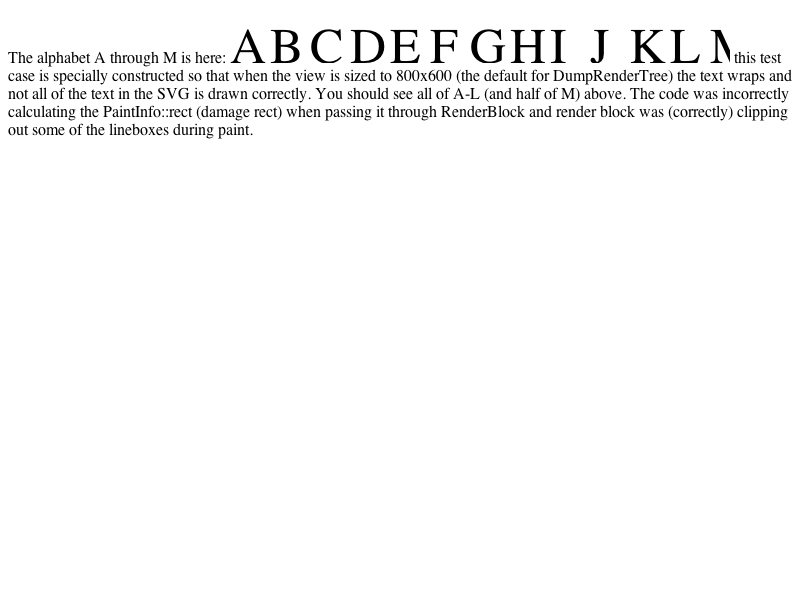 The alphabet A through M is here: A B C D E F G H I J K L M this test
case is specially constructed so that when the view is sized to 800x600 (the default for DumpRenderTree) the text wraps and
not all of the text in the SVG is drawn correctly. You should see all of A-L (and half of M) above. The code was incorrectly
calculating the PaintInfo::rect (damage rect) when passing it through RenderBlock and render block was (correctly) clipping
out some of the lineboxes during paint.